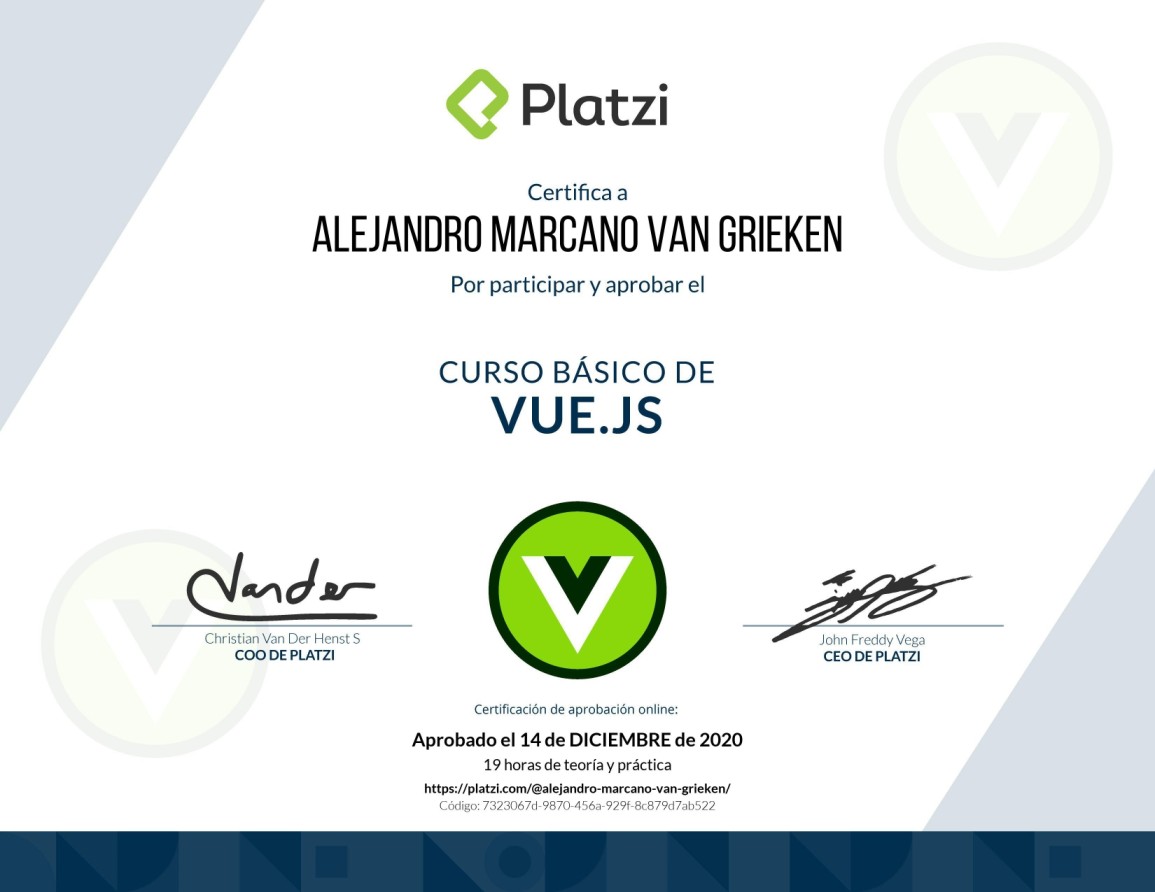 Platzi
Certifica a
ALEJANDRO MARCANO VAN GRIEKEN
Por participar y aprobar el
CURSO BÁSICO DE
VUE.JS
Vander
Christian Van Der Henst S
COO DE PLATZI
John Freddy Vega
CEO DE PLATZI
Certificación de aprobación online:
Aprobado el 14 de DICIEMBRE de 2020
19 horas de teoría y práctica
https://platzi.com/@alejandro-marcano-van-grieken/
Código: 7323067d-9870-456a-929f-8c879d7ab522